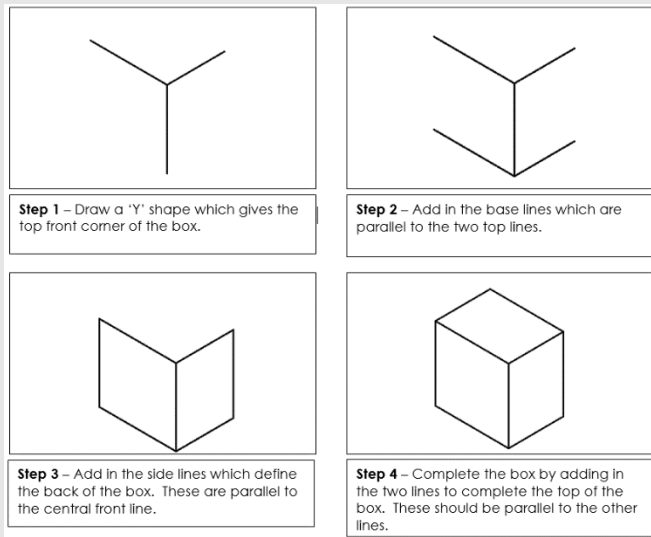 Step 1 – Draw a ‘Y’ shape which gives the
top front corner of the box.
Step 2 – Add in the base lines which are
parallel to the two top lines.
Step 3 – Add in the side lines which define
the back of the box.  These are parallel to
the central front line.
Step 4 – Complete the box by adding in
the two lines to complete the top of the
box.  These should be parallel to the other
lines.